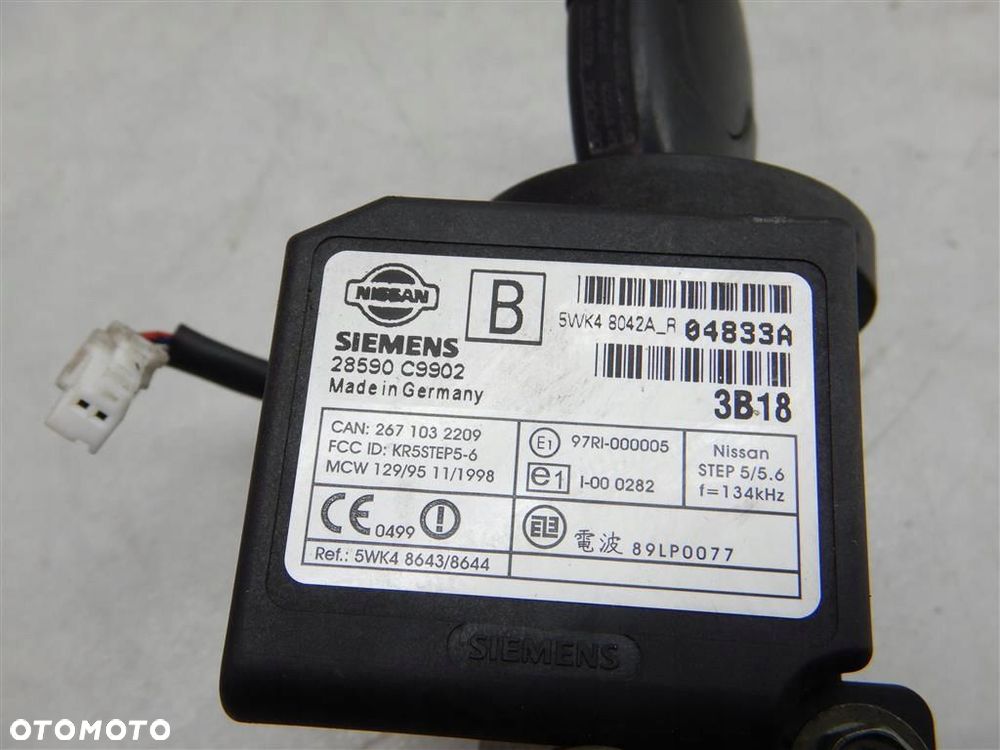 NISSAN
B
5WK4 8042A_R 04833A
SIEMENS
28590 C9902
Made in Germany
3B18
CAN: 267 103 2209
FCC ID: KR5STEP5-6
MCW 129/95 11/1998
E1 97RI-000005
e1 I-00 0282
Nissan
STEP 5/5.6
f=134kHz
CE 0499
電波 89LP0077
Ref.: 5WK4 8643/8644
SIEMENS
OTOMOTO